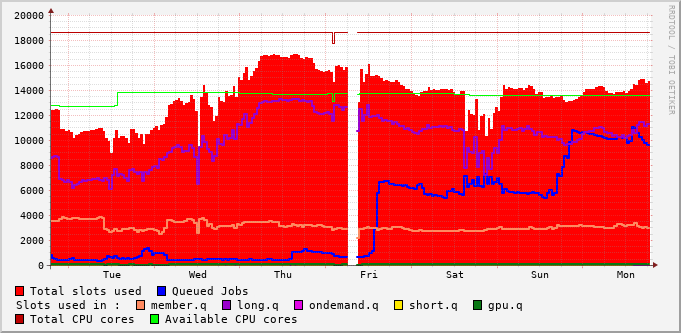 20000
18000
16000
14000
12000
10000
8000
6000
4000
2000
0
Tue Wed Thu Fri Sat Sun Mon
RRDTOOL / TOBI OETIKER
Total slots used Queued Jobs
Slots used in : member.q long.q ondemand.q short.q gpu.q
Total CPU cores Available CPU cores